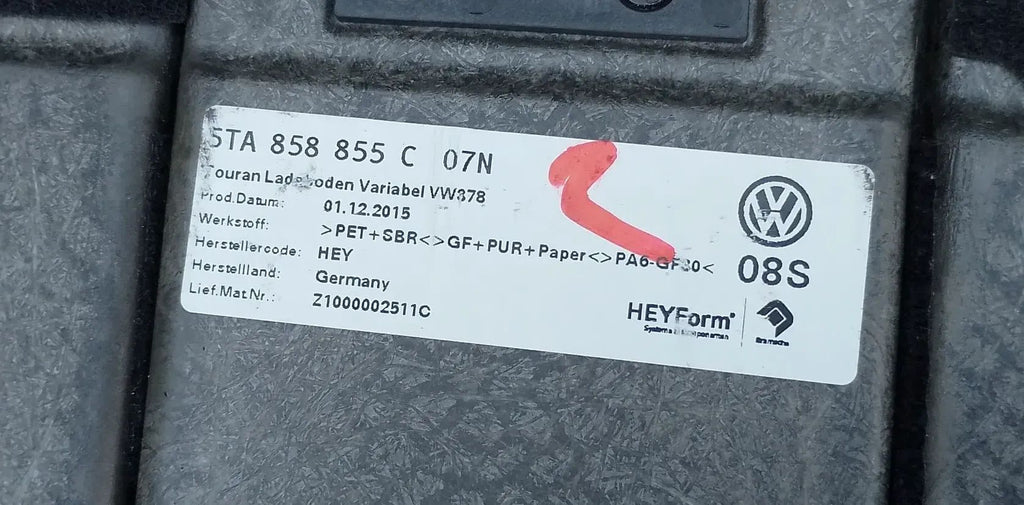 5TA 858 855 C 07N
Touran Ladeboden Variabel VW378
Prod.Datum: 01.12.2015
Werkstoff: >PET+SBR<>GF+PUR+Paper<>PA6-GF30<
Herstellercode: HEY
Herstellland: Germany
Lief.Mat.Nr.: Z1000002511C
08S
HEYForm
Bramsche